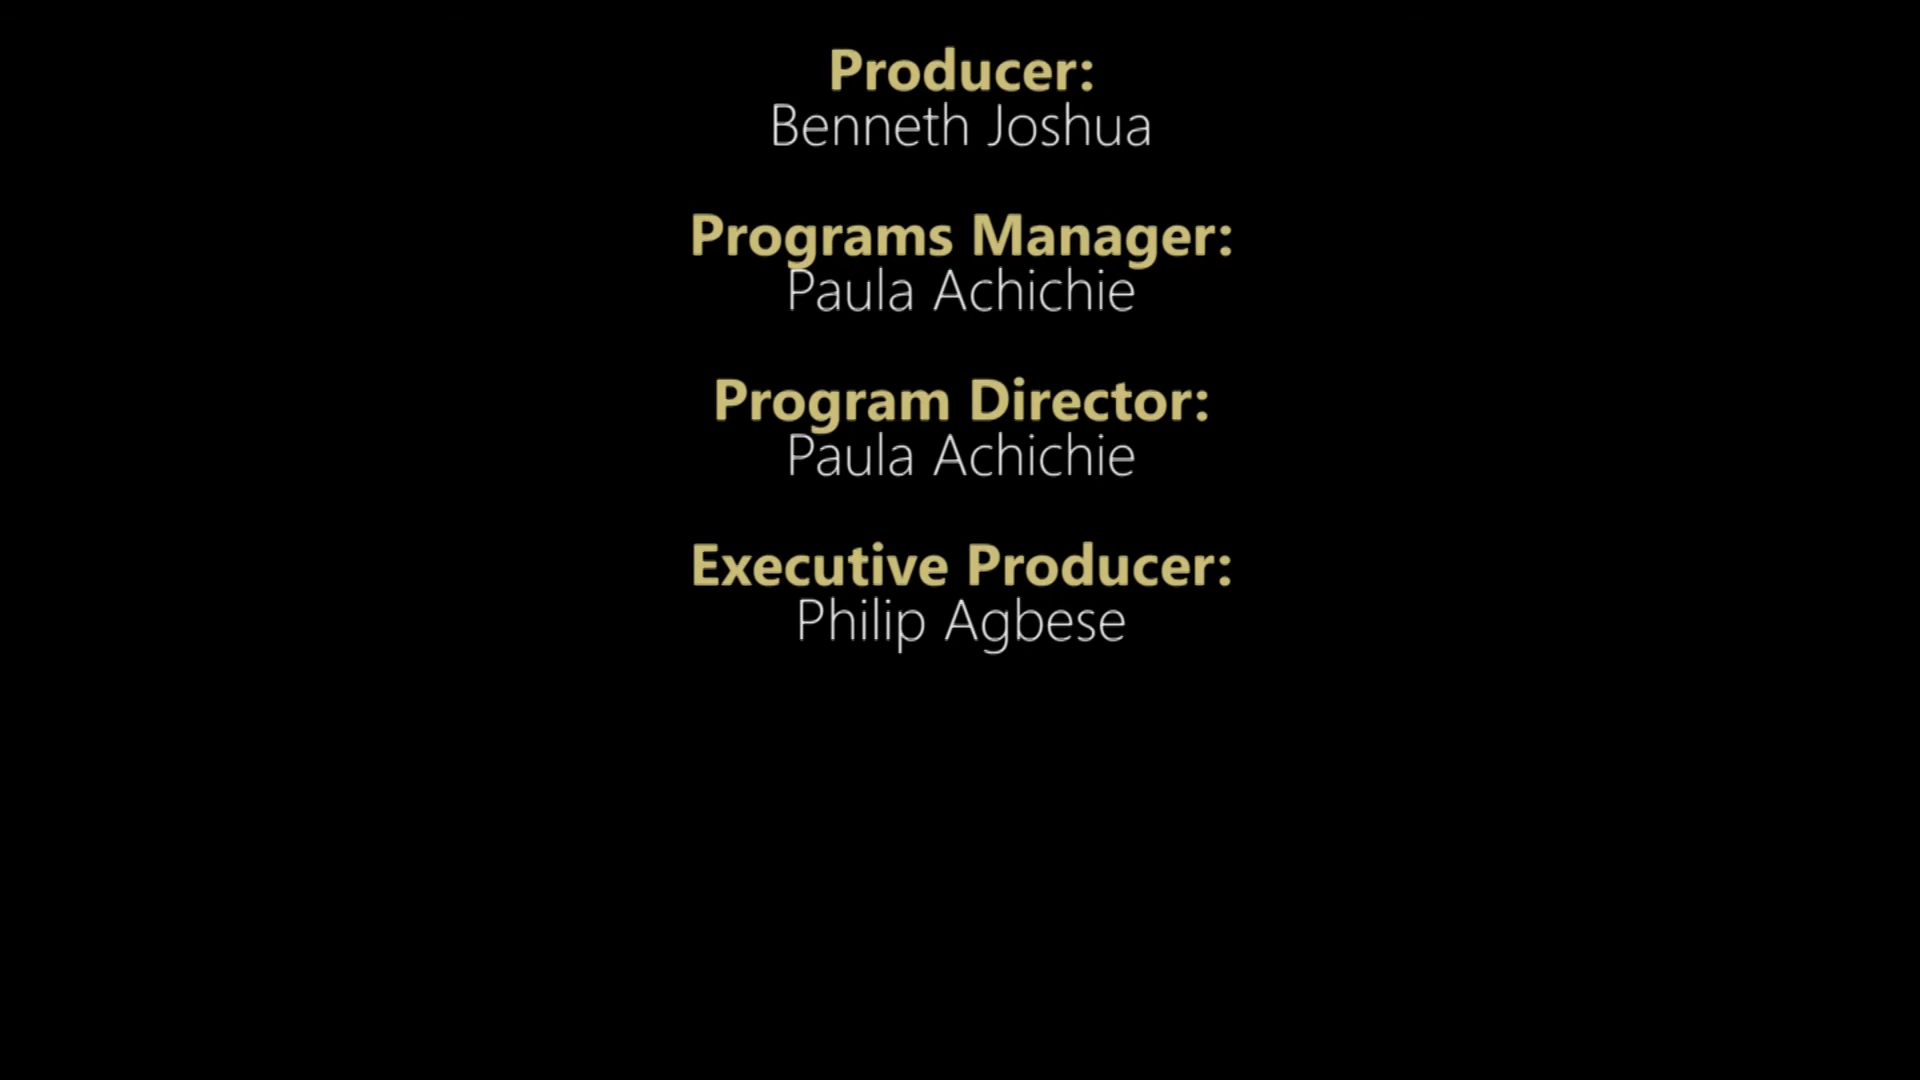 Producer:
Benneth Joshua
Programs Manager:
Paula Achichie
Program Director:
Paula Achichie
Executive Producer:
Philip Agbese